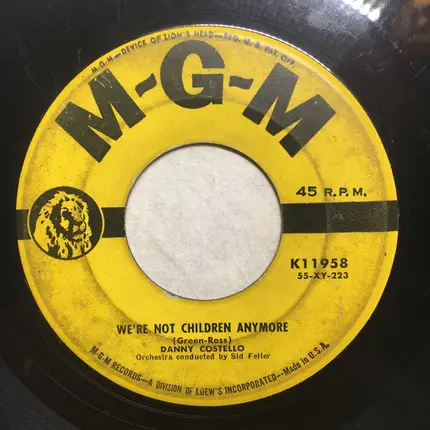 M-G-M—DEVICE OF LION'S HEAD—REG. U.S. PAT. OFF.
M-G-M
45 R.P.M.
K11958
55-XY-223
WE'RE NOT CHILDREN ANYMORE
(Green-Ross)
DANNY COSTELLO
Orchestra conducted by Sid Feller
M-G-M RECORDS—A DIVISION OF LOEW'S INCORPORATED—Made in U.S.A.